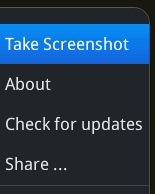 Take Screenshot
About
Check for updates
Share ...